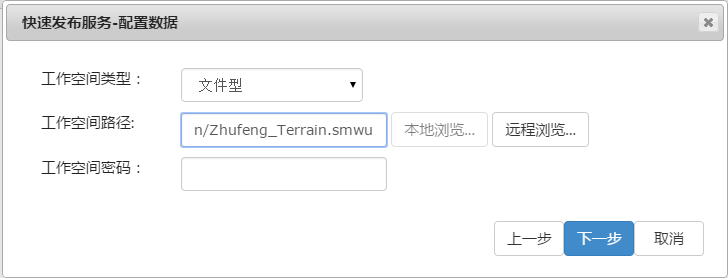 快速发布服务-配置数据
工作空间类型： 文件型
工作空间路径: n/Zhufeng_Terrain.smwu 本地浏览... 远程浏览...
工作空间密码：
上一步 下一步 取消